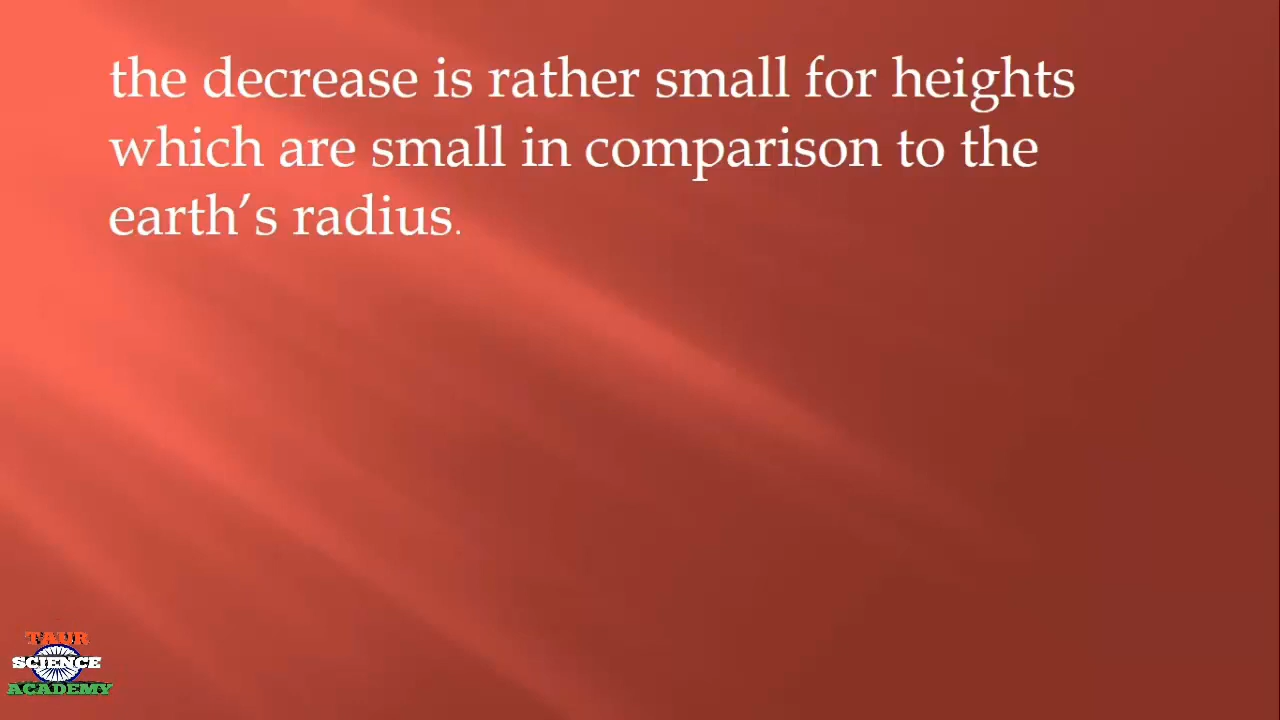 the decrease is rather small for heights
which are small in comparison to the
earth’s radius.
TAUR
SCIENCE
ACADEMY